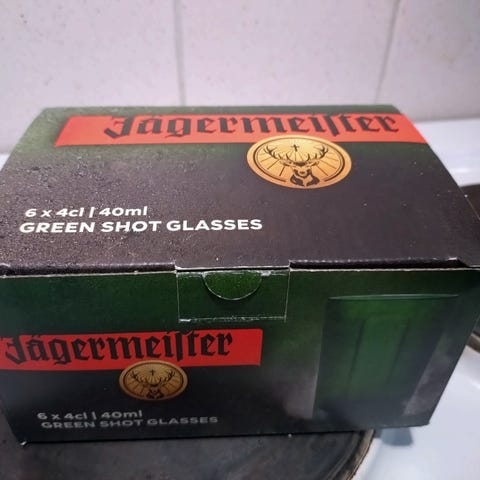 Jägermeiſter
6 x 4cl | 40ml
GREEN SHOT GLASSES
Jägermeiſter
6 x 4cl | 40ml
GREEN SHOT GLASSES